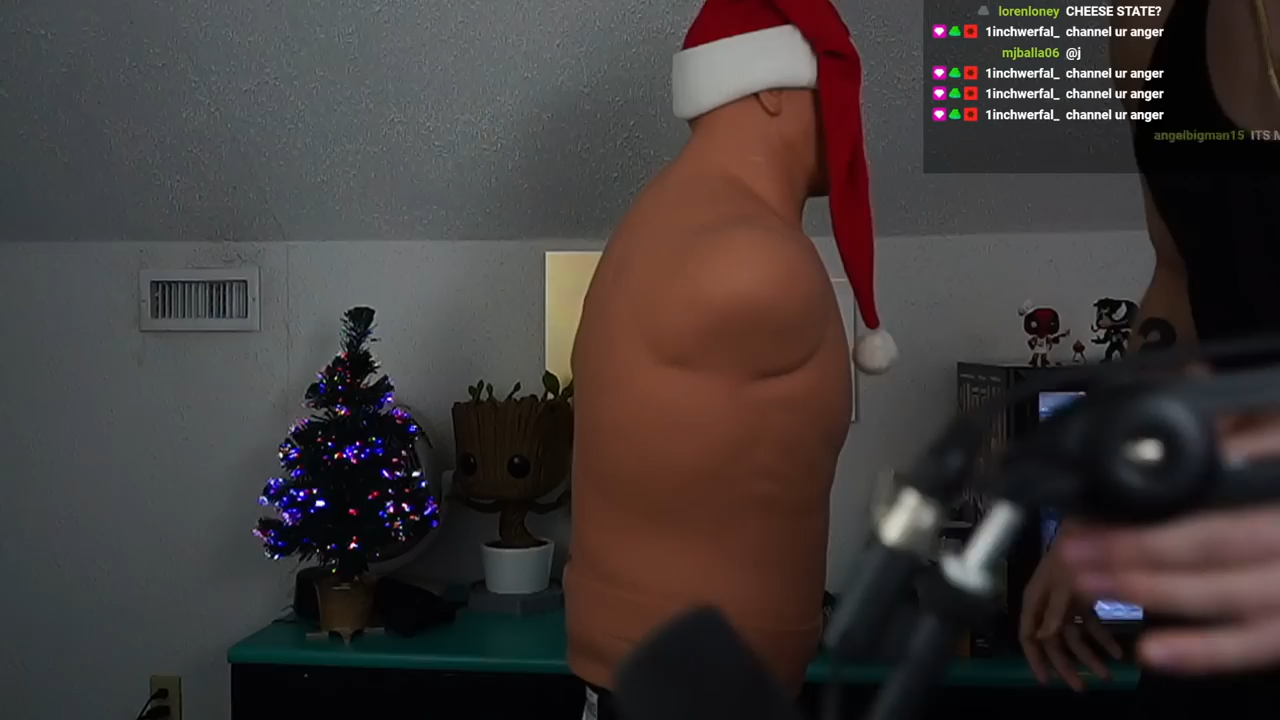 lorenloney CHEESE STATE?
1inchwerfal_ channel ur anger
mjballa06 @j
1inchwerfal_ channel ur anger
1inchwerfal_ channel ur anger
1inchwerfal_ channel ur anger
angelbigman15 ITS